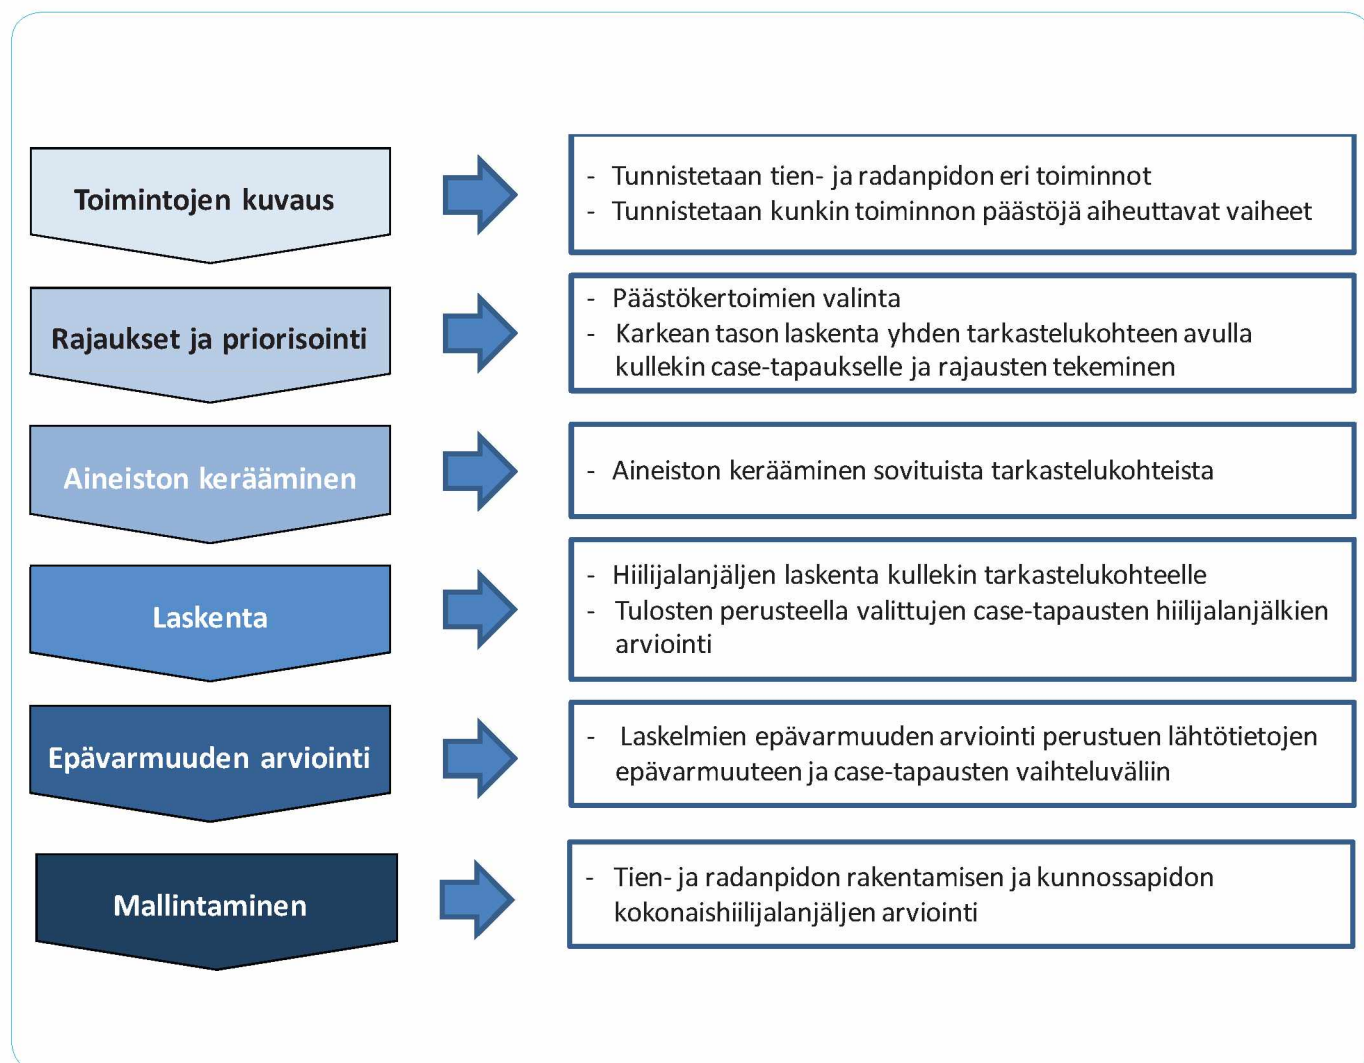 Toimintojen kuvaus
- Tunnistetaan tien- ja radanpidon eri toiminnot
- Tunnistetaan kunkin toiminnon päästöjä aiheuttavat vaiheet
Rajaukset ja priorisointi
- Päästökertoimien valinta
- Karkean tason laskenta yhden tarkastelukohteen avulla
kullekin case-tapaukselle ja rajausten tekeminen
Aineiston kerääminen
- Aineiston kerääminen sovituista tarkastelukohteista
Laskenta
- Hiilijalanjäljen laskenta kullekin tarkastelukohteelle
- Tulosten perusteella valittujen case-tapausten hiilijalanjälkien
arviointi
Epävarmuuden arviointi
- Laskelmien epävarmuuden arviointi perustuen lähtötietojen
epävarmuuteen ja case-tapausten vaihteluväliin
Mallintaminen
- Tien- ja radanpidon rakentamisen ja kunnossapidon
kokonaishiilijalanjäljen arviointi